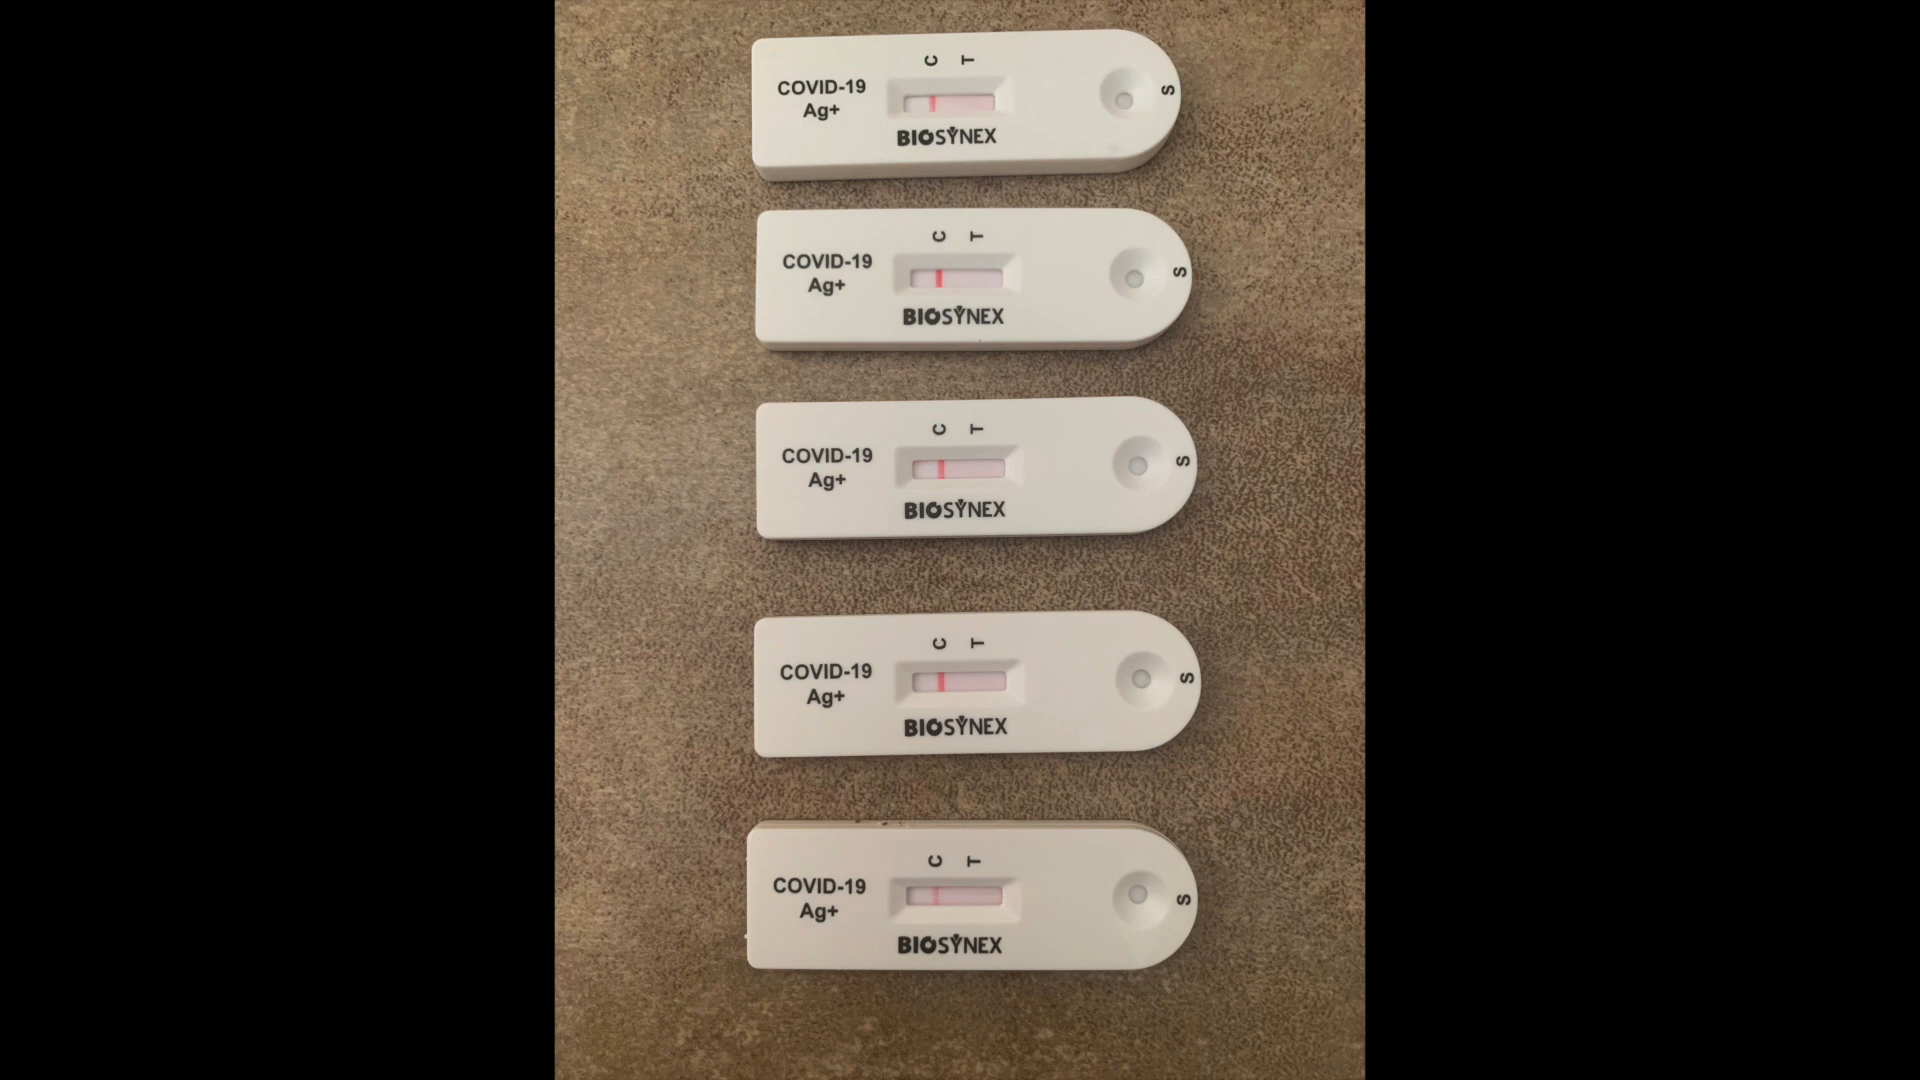 C T
COVID-19
Ag+
S
BIOSYNEX
C T
COVID-19
Ag+
S
BIOSYNEX
C T
COVID-19
Ag+
S
BIOSYNEX
C T
COVID-19
Ag+
S
BIOSYNEX
C T
COVID-19
Ag+
S
BIOSYNEX